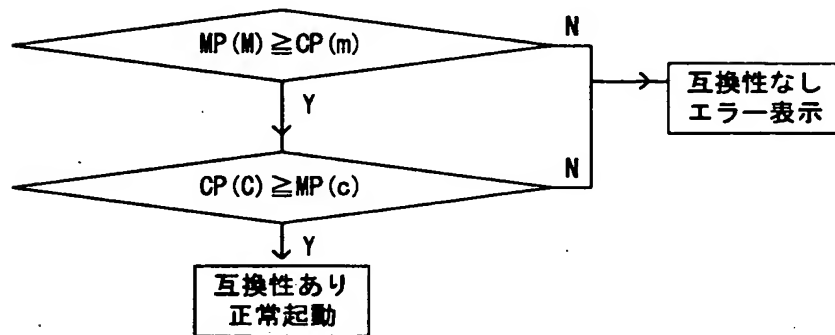 MP(M)≧CP(m)
N
互換性なし
エラー表示
Y
CP(C)≧MP(c)
N
Y
互換性あり
正常起動